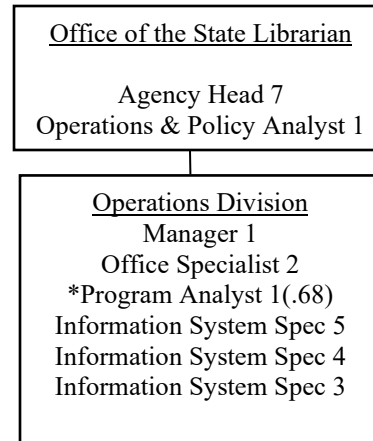 Office of the State Librarian
Agency Head 7
Operations & Policy Analyst 1
Operations Division
Manager 1
Office Specialist 2
*Program Analyst 1(.68)
Information System Spec 5
Information System Spec 4
Information System Spec 3